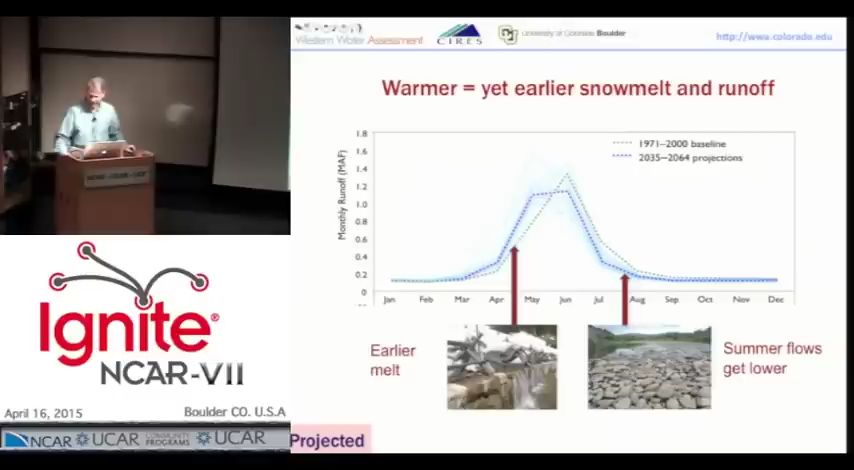 Western Water Assessment
CIRES
University of Colorado Boulder
http://wwa.colorado.edu
Warmer = yet earlier snowmelt and runoff
Monthly Runoff (MAF)
1.8
1.6
1.4
1.2
1.0
0.8
0.6
0.4
0.2
0
1971–2000 baseline
2035–2064 projections
Jan Feb Mar Apr May Jun Jul Aug Sep Oct Nov Dec
Earlier
melt
Summer flows
get lower
Projected
Ignite®
NCAR-VII
April 16, 2015 Boulder CO. U.S.A
NCAR UCAR COMMUNITY PROGRAMS UCAR